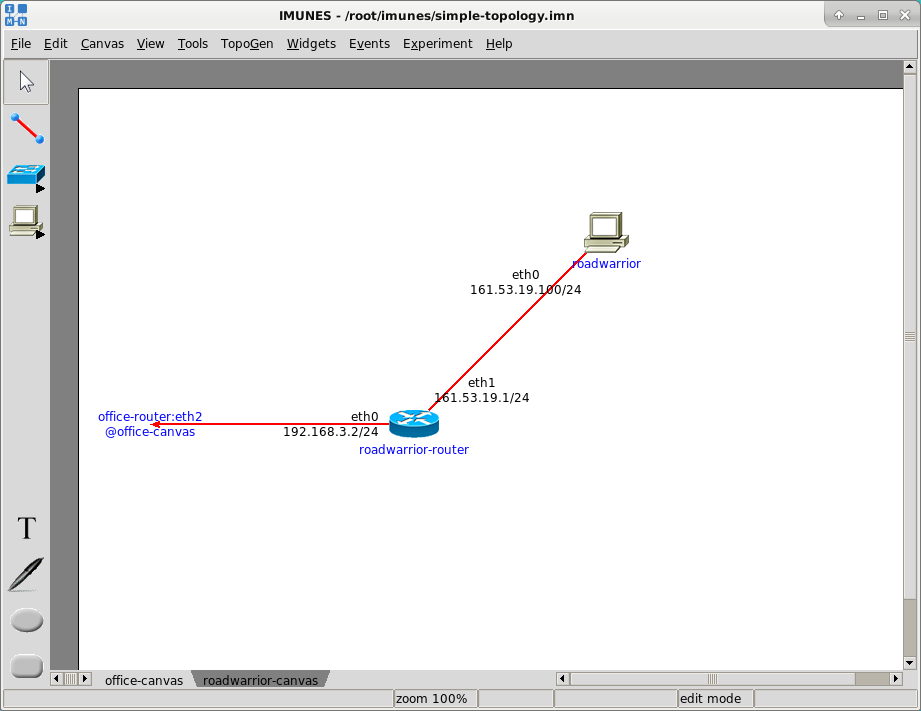 IMUNES - /root/imunes/simple-topology.imn
File Edit Canvas View Tools TopoGen Widgets Events Experiment Help
roadwarrior
eth0
161.53.19.100/24
eth1
161.53.19.1/24
office-router:eth2
@office-canvas
eth0
192.168.3.2/24
roadwarrior-router
T
office-canvas roadwarrior-canvas
zoom 100% edit mode